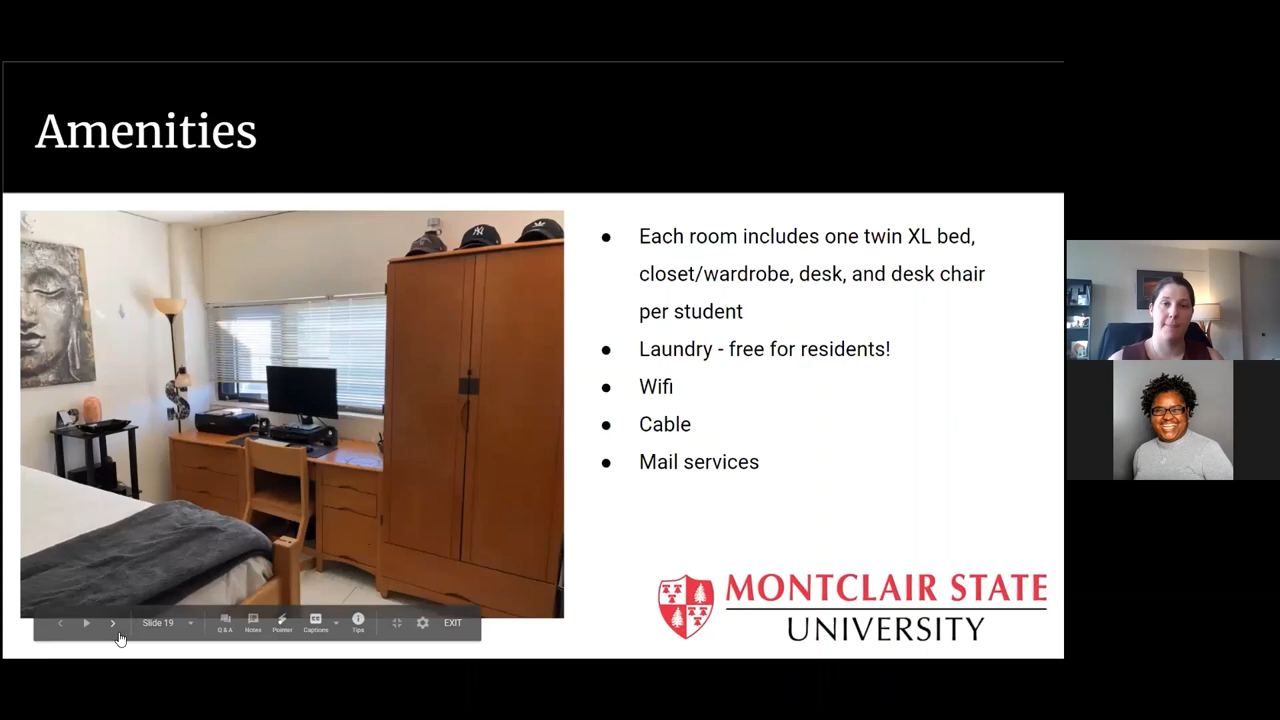 Amenities
● Each room includes one twin XL bed,
closet/wardrobe, desk, and desk chair
per student
● Laundry - free for residents!
● Wifi
● Cable
● Mail services
MONTCLAIR STATE
UNIVERSITY
Slide 19
Q & A
Notes
Pointer
Captions
Tips
EXIT